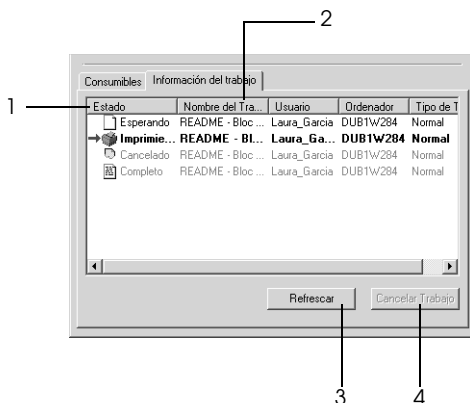 2
Consumibles Información del trabajo
1
Estado Nombre del Tra... Usuario Ordenador Tipo de T
Esperando README - Bloc ... Laura_Garcia DUB1W284 Normal
Imprimie... README - Bl... Laura_Ga... DUB1W284 Normal
Cancelado README - Bloc ... Laura_Garcia DUB1W284 Normal
Completo README - Bloc ... Laura_Garcia DUB1W284 Normal
Refrescar Cancelar Trabajo
3 4